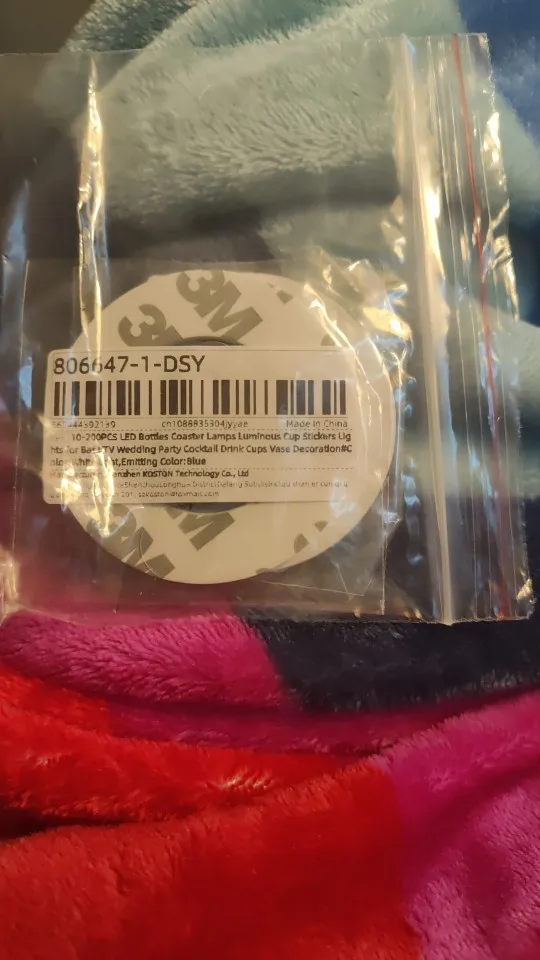 3M
3M
806647-1-DSY
cn1088835304jyyae Made in China
10-200PCS LED Bottles Coaster Lamps Luminous Cup Stickers Lig
hts for Bar KTV Wedding Party Cocktail Drink Cups Vase Decoration#C
olor:White Light,Emitting Color:Blue
Shenzhen KOSTON Technology Co., Ltd
3M